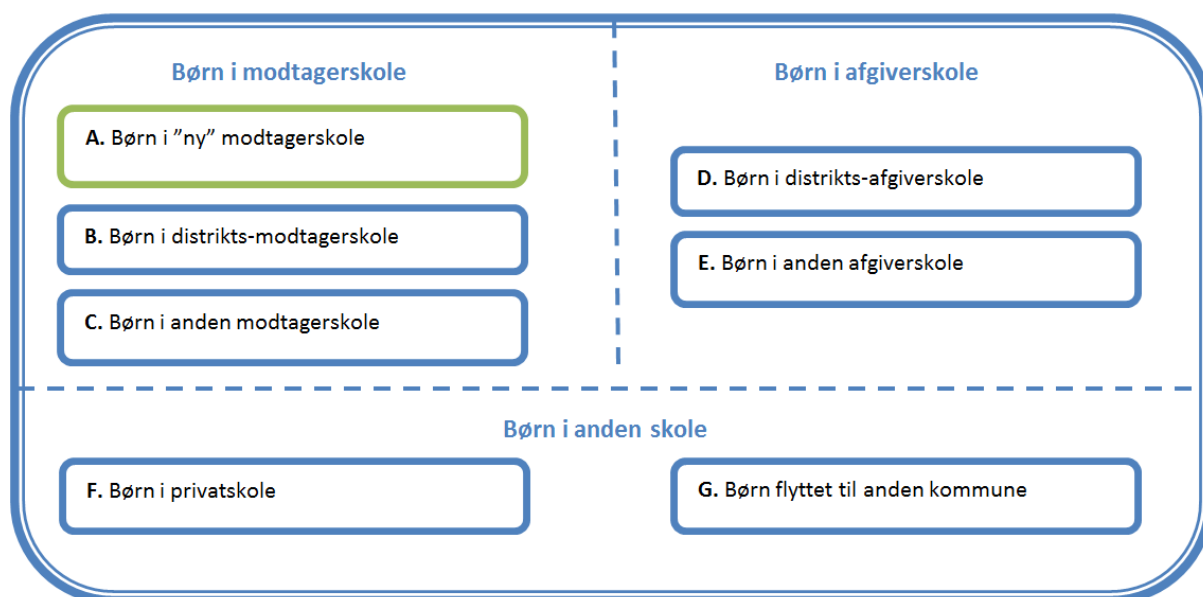 Børn i modtagerskole
A. Børn i ”ny” modtagerskole
B. Børn i distrikts-modtagerskole
C. Børn i anden modtagerskole
Børn i afgiverskole
D. Børn i distrikts-afgiverskole
E. Børn i anden afgiverskole
Børn i anden skole
F. Børn i privatskole
G. Børn flyttet til anden kommune